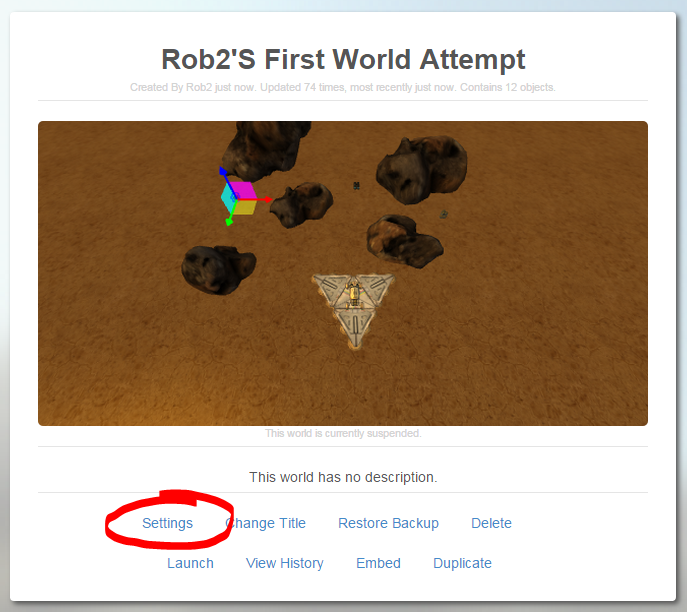 Rob2'S First World Attempt
Created By Rob2 just now. Updated 74 times, most recently just now. Contains 12 objects.
This world is currently suspended.
This world has no description.
Settings Change Title Restore Backup Delete
Launch View History Embed Duplicate